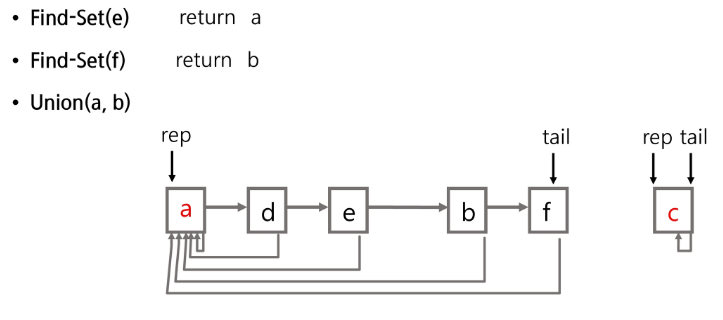 • Find-Set(e) return a
• Find-Set(f) return b
• Union(a, b)
rep tail rep tail
a d e b f c